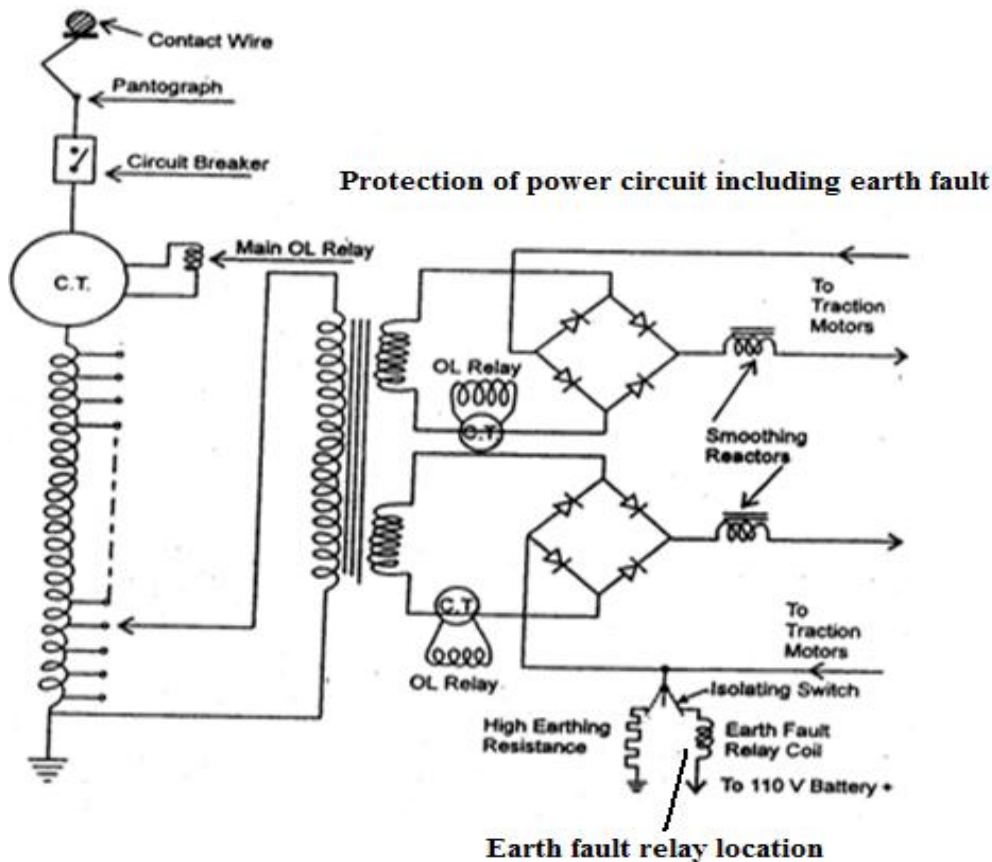 Contact Wire
Pantograph
Circuit Breaker
Protection of power circuit including earth fault
Main OL Relay
C.T.
To
Traction
Motors
OL Relay
C.T.
Smoothing
Reactors
C.T
OL Relay
To
Traction
Motors
Isolating Switch
High Earthing
Resistance
Earth Fault
Relay Coil
To 110 V Battery +
Earth fault relay location